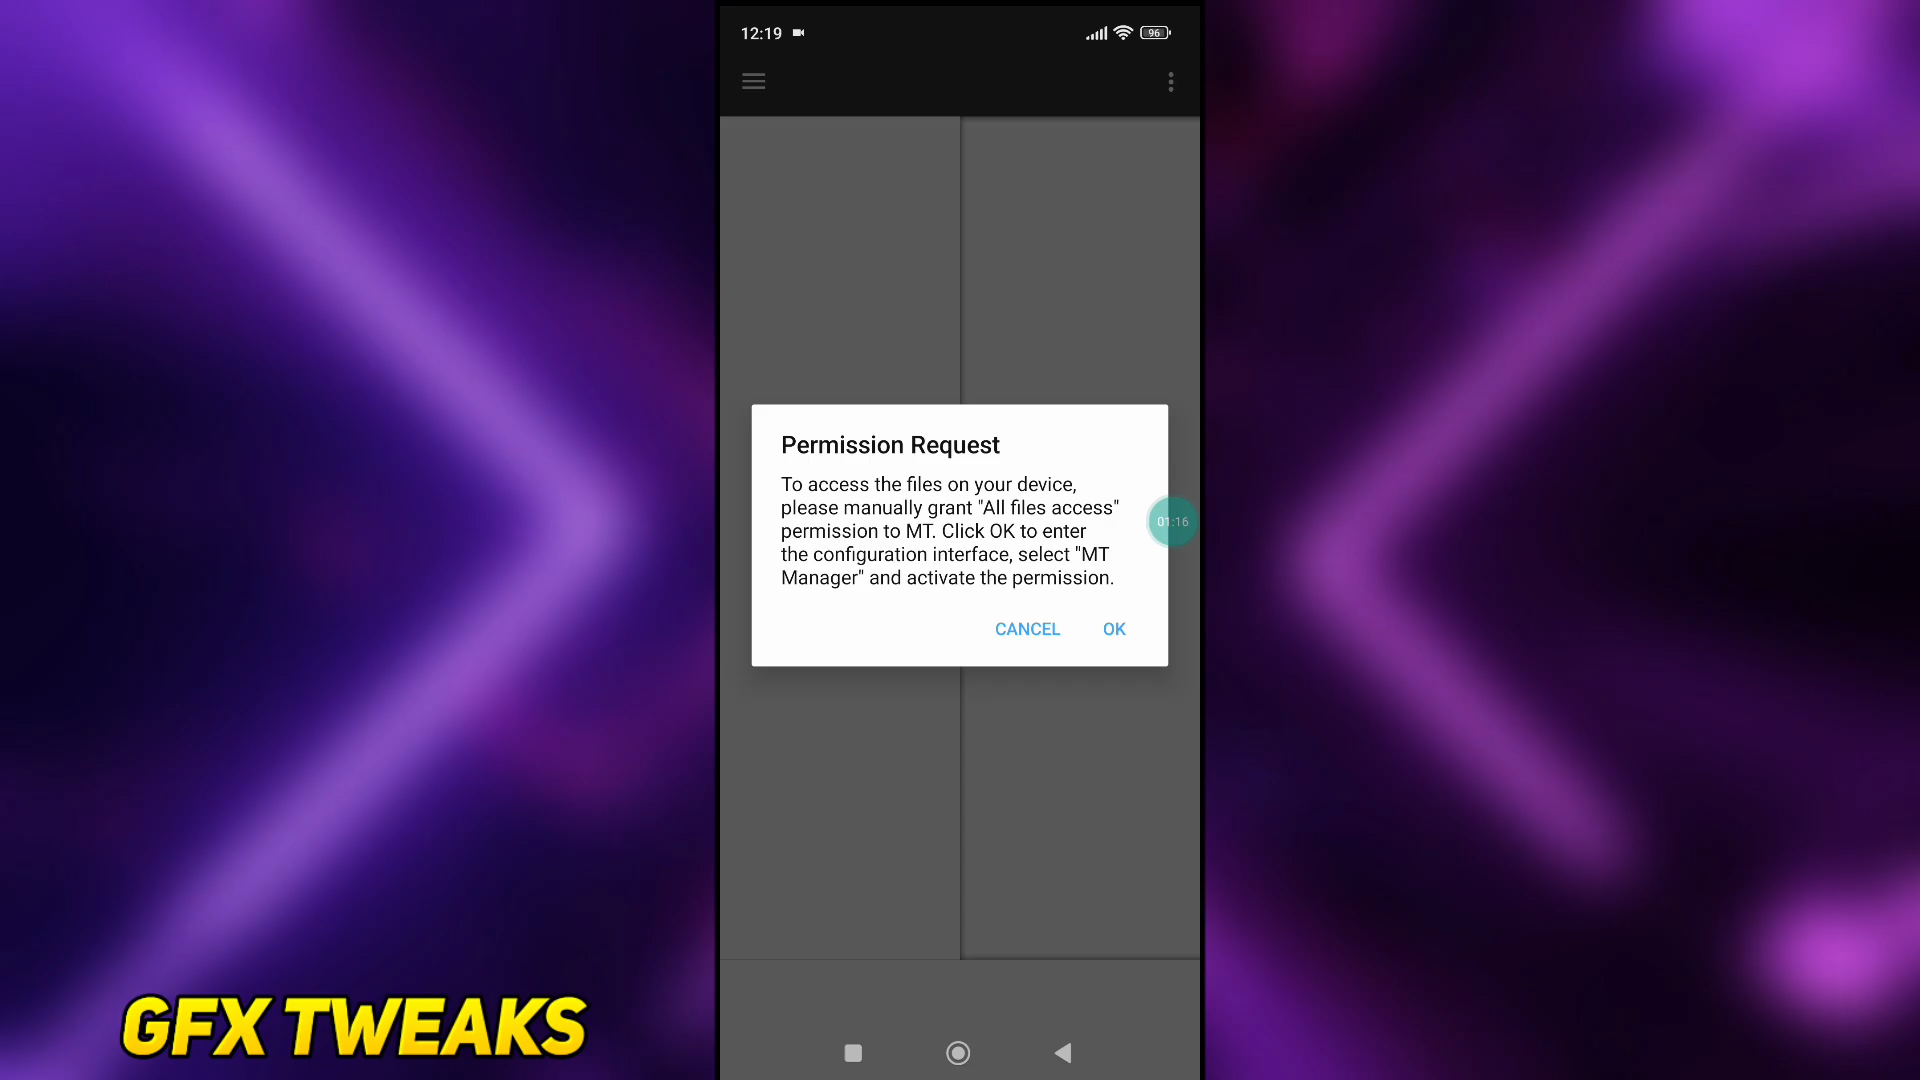 12:19
96
Permission Request
To access the files on your device,
please manually grant "All files access"
permission to MT. Click OK to enter
the configuration interface, select "MT
Manager" and activate the permission.
01:16
CANCEL OK
GFX TWEAKS